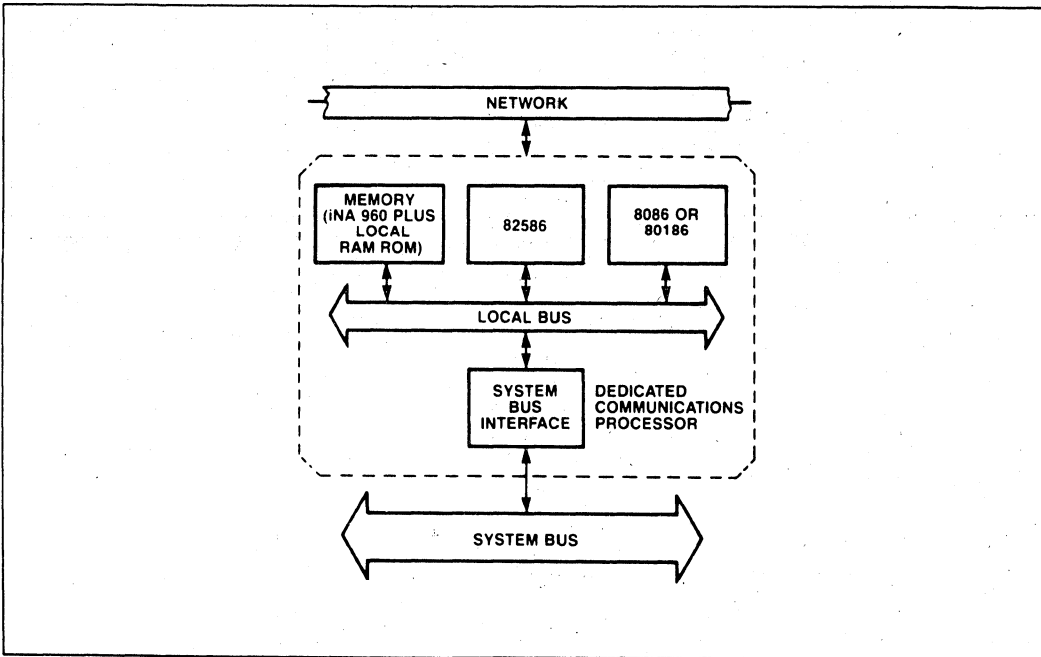 NETWORK
MEMORY
(iNA 960 PLUS
LOCAL
RAM ROM)
82586
8086 OR
80186
LOCAL BUS
SYSTEM
BUS
INTERFACE
DEDICATED
COMMUNICATIONS
PROCESSOR
SYSTEM BUS